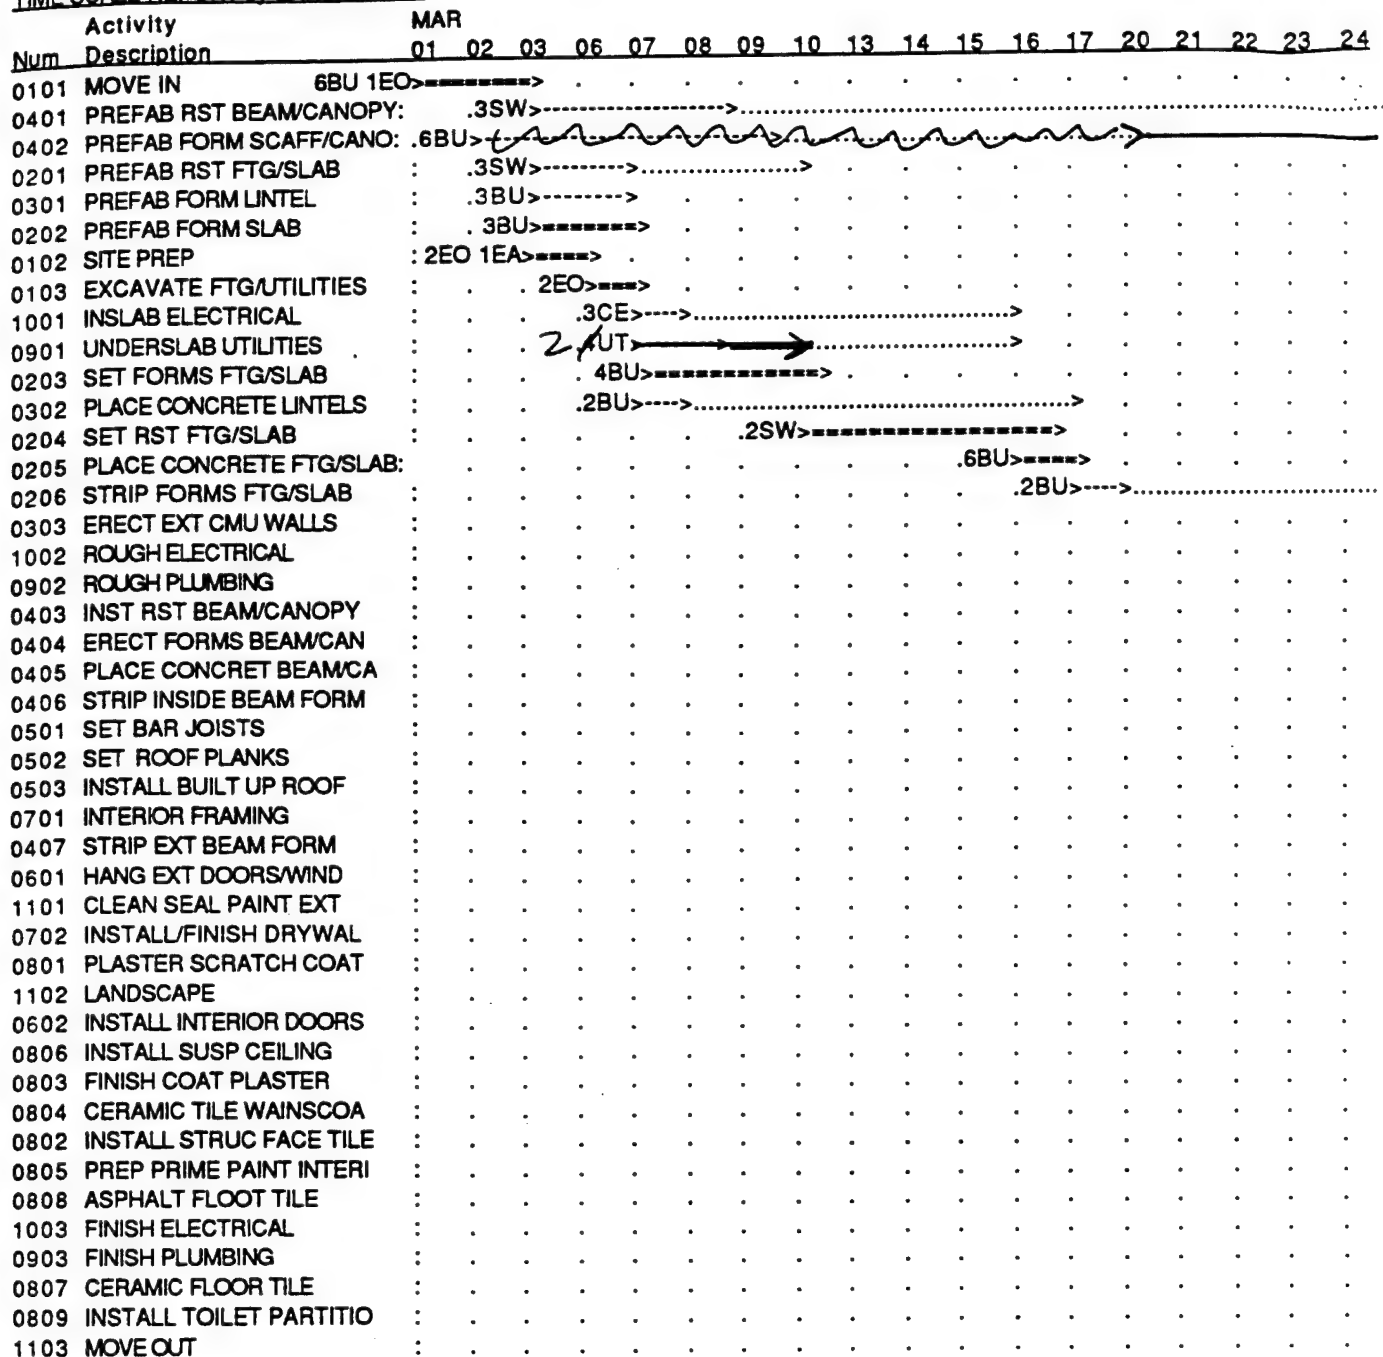 Activity MAR
Num Description 01 02 03 06 07 08 09 10 13 14 15 16 17 20 21 22 23 24
0101 MOVE IN 6BU 1EO>========>
0401 PREFAB RST BEAM/CANOPY: .3SW>-------------------->
0402 PREFAB FORM SCAFF/CANO: .6BU>
0201 PREFAB RST FTG/SLAB : .3SW>--------->....................>
0301 PREFAB FORM LINTEL : .3BU>-------->
0202 PREFAB FORM SLAB : . 3BU>=======>
0102 SITE PREP : 2EO 1EA>====>
0103 EXCAVATE FTG/UTILITIES : . . 2EO>===>
1001 INSLAB ELECTRICAL : . . .3CE>---->........................................>
0901 UNDERSLAB UTILITIES : . . 2 4UT>
0203 SET FORMS FTG/SLAB : . . . 4BU>============>
0302 PLACE CONCRETE LINTELS : . . .2BU>---->................................................>
0204 SET RST FTG/SLAB : . . . . . .2SW>==================>
0205 PLACE CONCRETE FTG/SLAB: .6BU>====>
0206 STRIP FORMS FTG/SLAB : .2BU>---->..............................
0303 ERECT EXT CMU WALLS :
1002 ROUGH ELECTRICAL :
0902 ROUGH PLUMBING :
0403 INST RST BEAM/CANOPY :
0404 ERECT FORMS BEAM/CAN :
0405 PLACE CONCRET BEAM/CA :
0406 STRIP INSIDE BEAM FORM :
0501 SET BAR JOISTS :
0502 SET ROOF PLANKS :
0503 INSTALL BUILT UP ROOF :
0701 INTERIOR FRAMING :
0407 STRIP EXT BEAM FORM :
0601 HANG EXT DOORS/WIND :
1101 CLEAN SEAL PAINT EXT :
0702 INSTALL/FINISH DRYWAL :
0801 PLASTER SCRATCH COAT :
1102 LANDSCAPE :
0602 INSTALL INTERIOR DOORS :
0806 INSTALL SUSP CEILING :
0803 FINISH COAT PLASTER :
0804 CERAMIC TILE WAINSCOA :
0802 INSTALL STRUC FACE TILE :
0805 PREP PRIME PAINT INTERI :
0808 ASPHALT FLOOT TILE :
1003 FINISH ELECTRICAL :
0903 FINISH PLUMBING :
0807 CERAMIC FLOOR TILE :
0809 INSTALL TOILET PARTITIO :
1103 MOVE OUT :